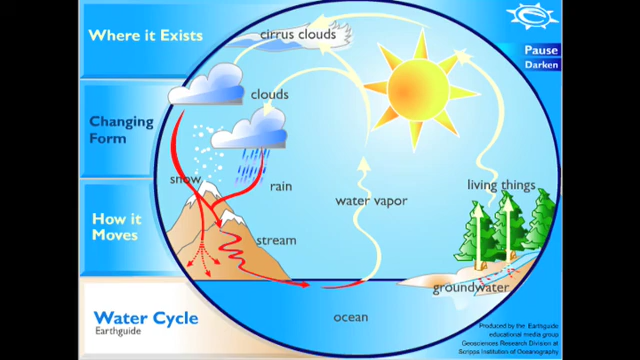 Where it Exists
cirrus clouds
Pause
Darken
clouds
Changing
Form
snow
rain
living things
water vapor
How it
Moves
stream
groundwater
Water Cycle
Earthguide
ocean
Produced by the Earthguide
educational media group
Geosciences Research Division at
Scripps Institution of Oceanography